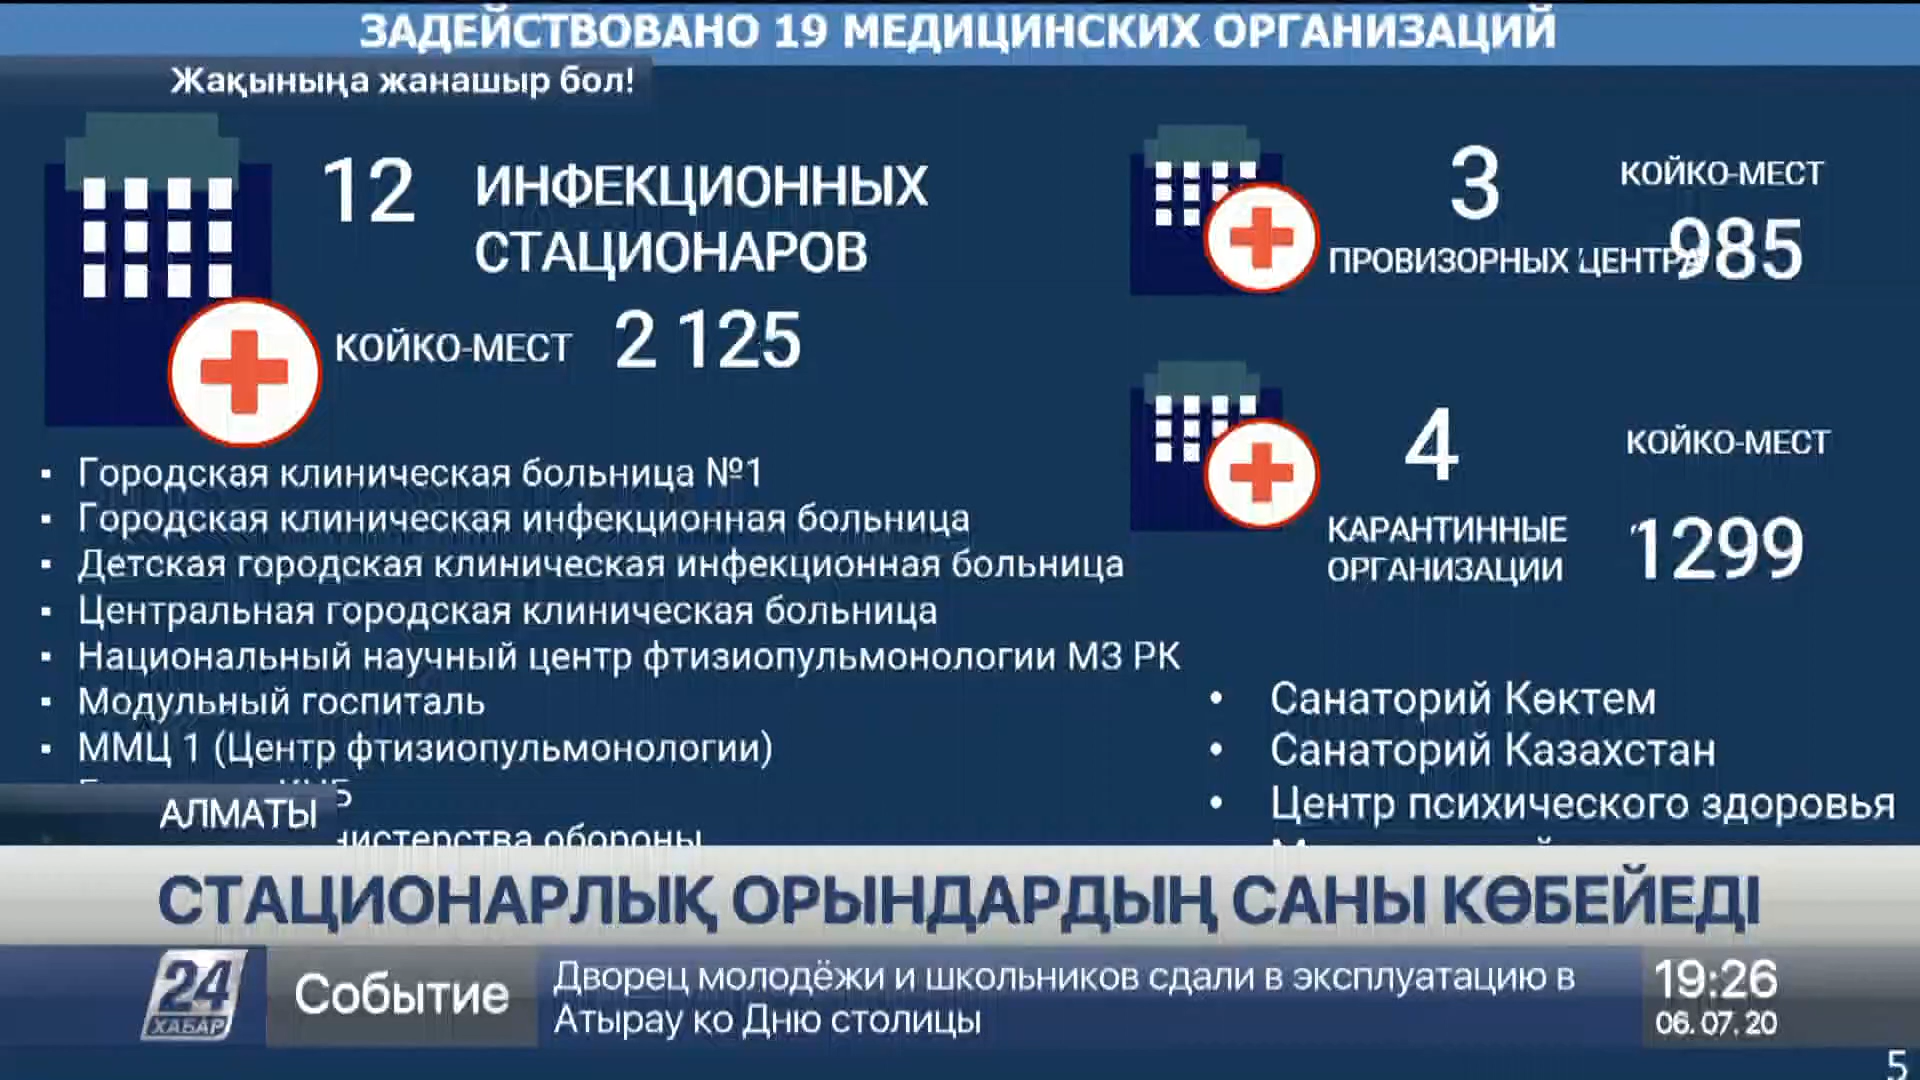 ЗАДЕЙСТВОВАНО 19 МЕДИЦИНСКИХ ОРГАНИЗАЦИЙ
Жақыныңа жанашыр бол!
12 ИНФЕКЦИОННЫХ
СТАЦИОНАРОВ
КОЙКО-МЕСТ 2 125
3 КОЙКО-МЕСТ
ПРОВИЗОРНЫХ ЦЕНТРА 985
4 КОЙКО-МЕСТ
КАРАНТИННЫЕ
ОРГАНИЗАЦИИ
1299
▪ Городская клиническая больница №1
▪ Городская клиническая инфекционная больница
▪ Детская городская клиническая инфекционная больница
▪ Центральная городская клиническая больница
▪ Национальный научный центр фтизиопульмонологии МЗ РК
▪ Модульный госпиталь
▪ ММЦ 1 (Центр фтизиопульмонологии)
обороны
• Санаторий Көктем
• Санаторий Казахстан
• Центр психического здоровья
АЛМАТЫ
СТАЦИОНАРЛЫҚ ОРЫНДАРДЫҢ САНЫ КӨБЕЙЕДІ
24
ХАБАР
Событие
Дворец молодёжи и школьников сдали в эксплуатацию в
Атырау ко Дню столицы
19:26
06.07.20
5